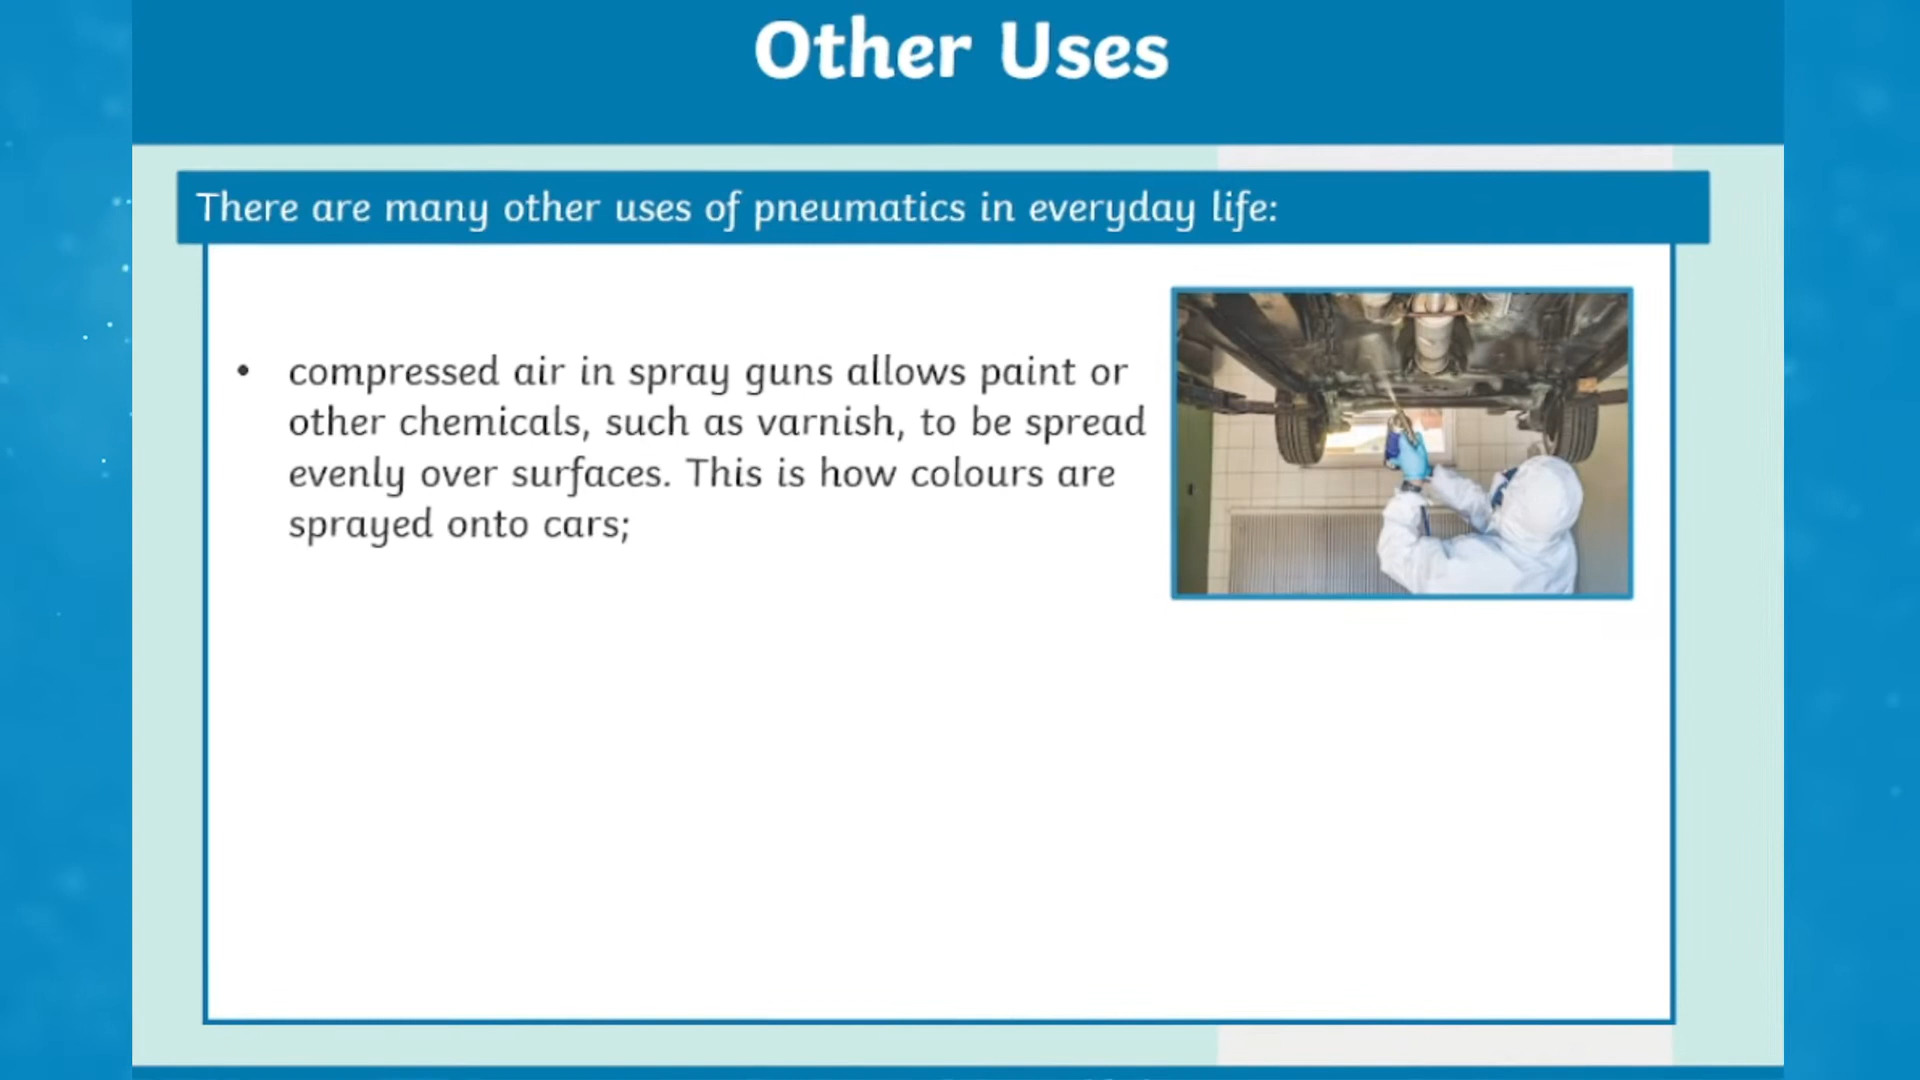 Other Uses
There are many other uses of pneumatics in everyday life:
• compressed air in spray guns allows paint or
other chemicals, such as varnish, to be spread
evenly over surfaces. This is how colours are
sprayed onto cars;